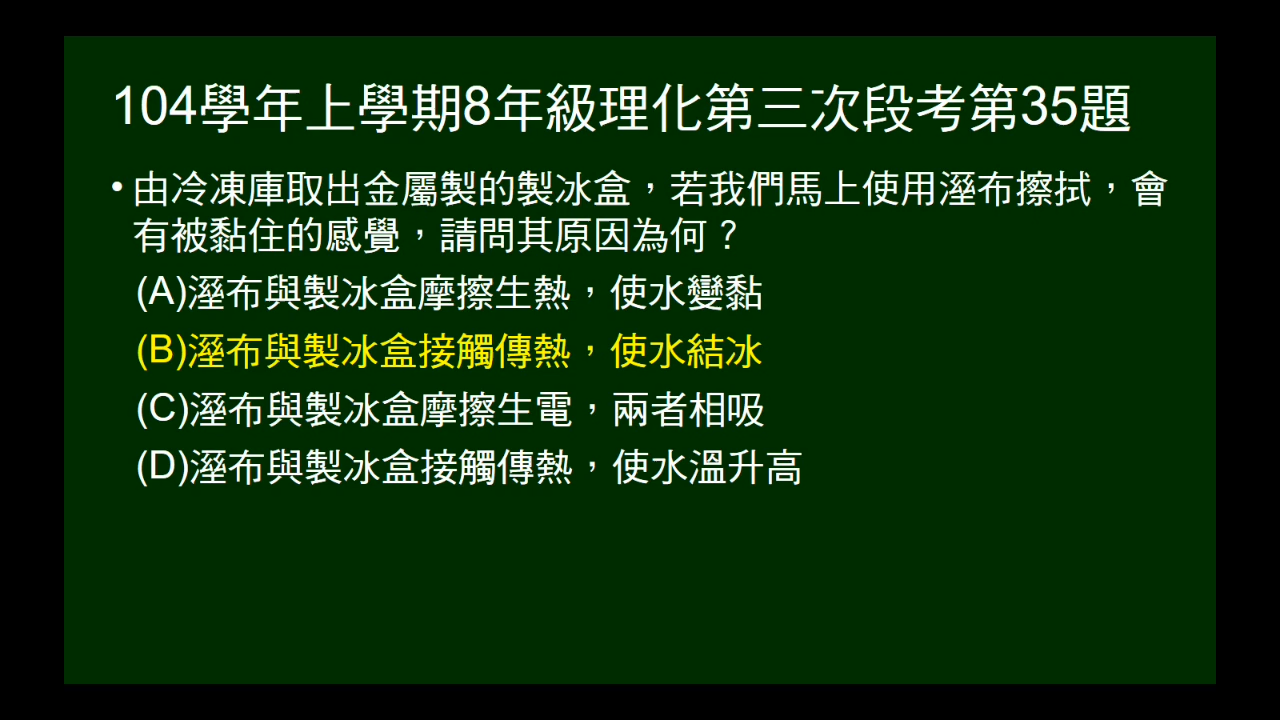 104學年上學期8年級理化第三次段考第35題
• 由冷凍庫取出金屬製的製冰盒，若我們馬上使用溼布擦拭，會
有被黏住的感覺，請問其原因為何？
(A)溼布與製冰盒摩擦生熱，使水變黏
(B)溼布與製冰盒接觸傳熱，使水結冰
(C)溼布與製冰盒摩擦生電，兩者相吸
(D)溼布與製冰盒接觸傳熱，使水溫升高